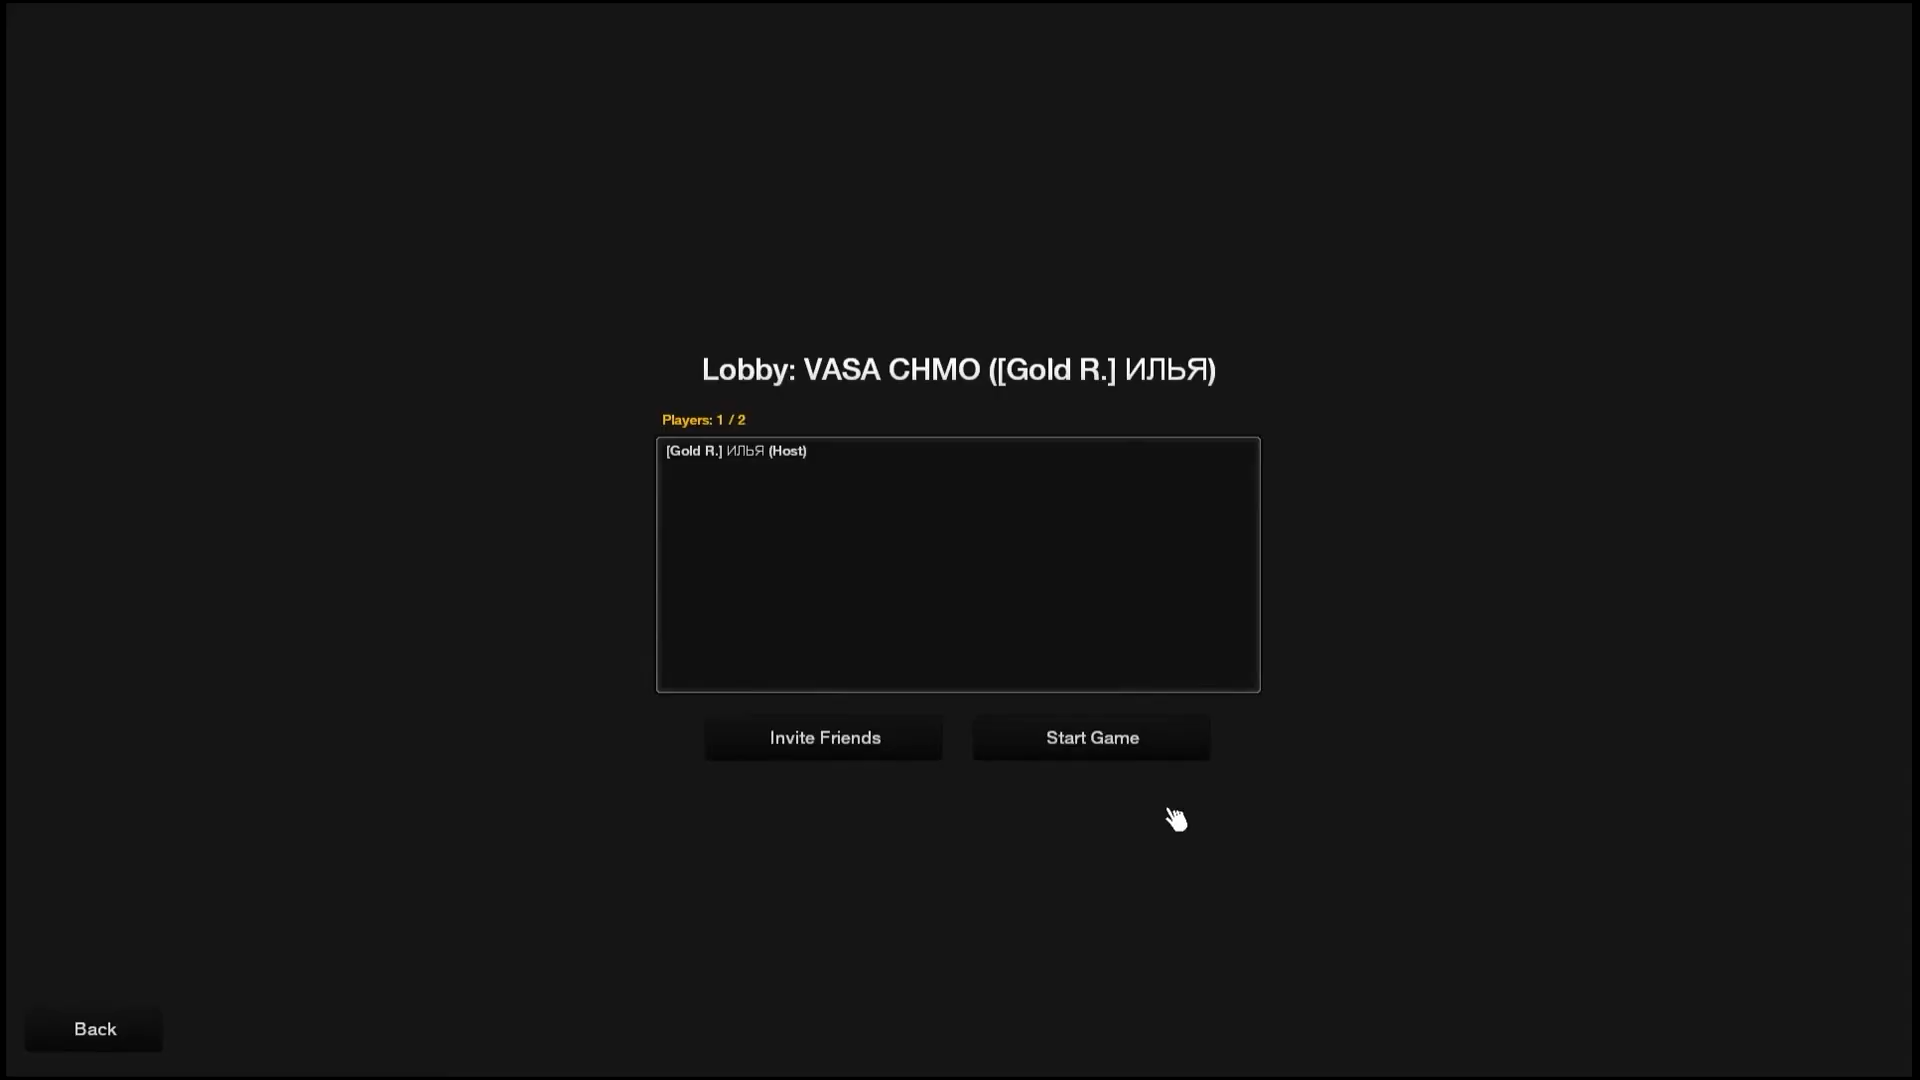 Lobby: VASA CHMO ([Gold R.] ИЛЬЯ)
Players: 1 / 2
[Gold R.] ИЛЬЯ (Host)
Invite Friends
Start Game
Back